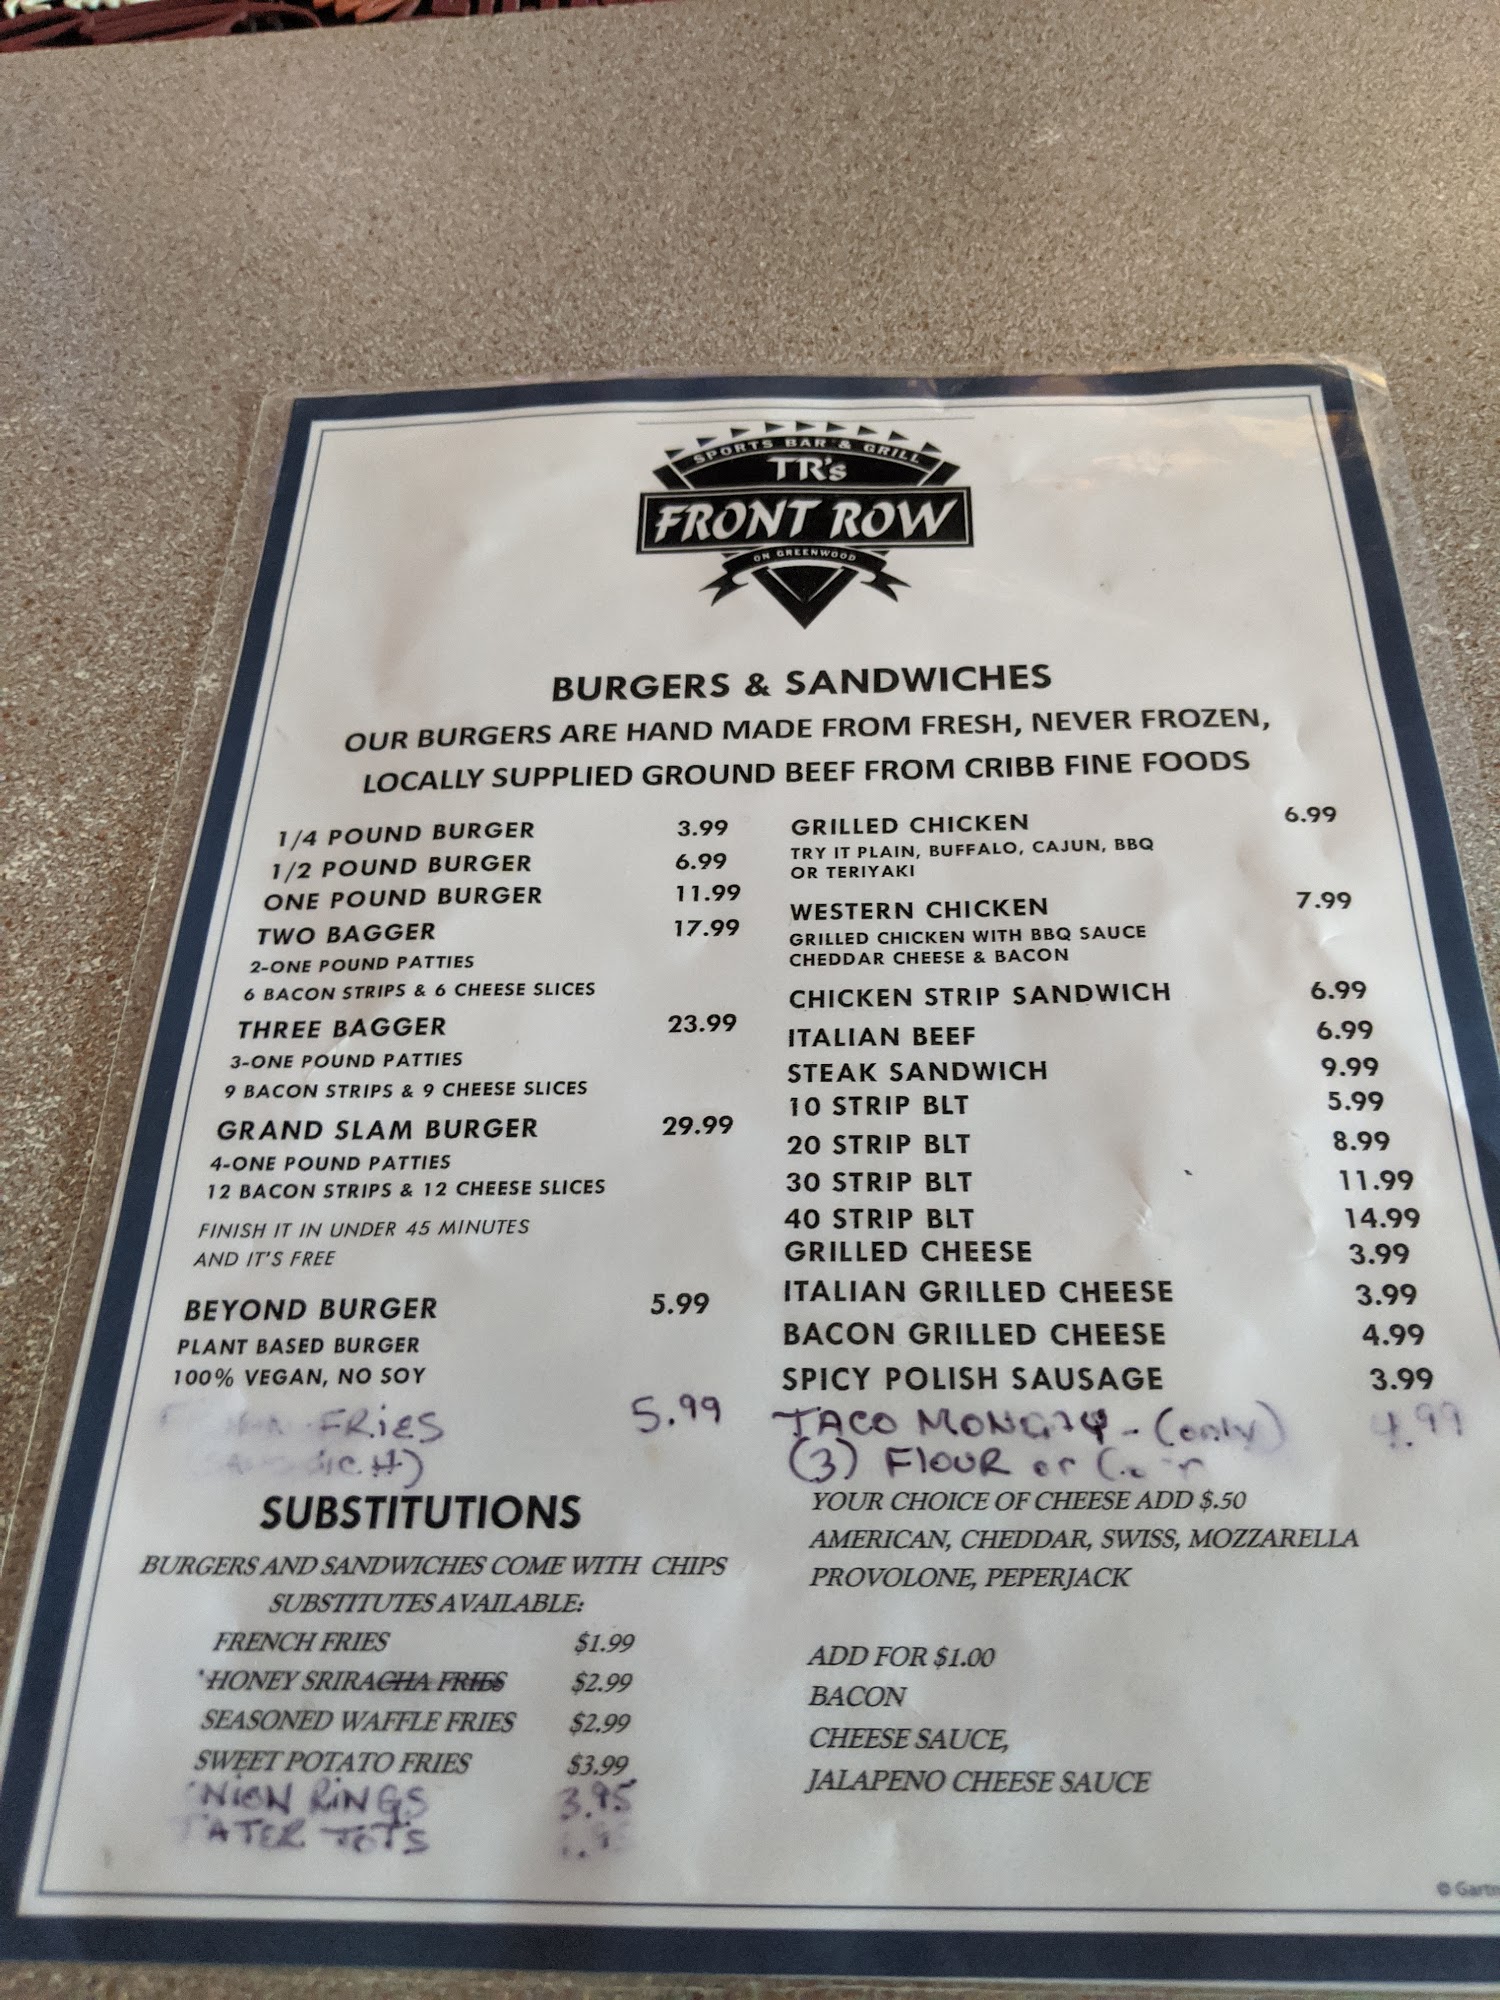 SPORTS BAR & GRILL
TR's
FRONT ROW
ON GREENWOOD
BURGERS & SANDWICHES
OUR BURGERS ARE HAND MADE FROM FRESH, NEVER FROZEN,
LOCALLY SUPPLIED GROUND BEEF FROM CRIBB FINE FOODS
1/4 POUND BURGER 3.99
1/2 POUND BURGER 6.99
ONE POUND BURGER 11.99
TWO BAGGER 17.99
2-ONE POUND PATTIES
6 BACON STRIPS & 6 CHEESE SLICES
THREE BAGGER 23.99
3-ONE POUND PATTIES
9 BACON STRIPS & 9 CHEESE SLICES
GRAND SLAM BURGER 29.99
4-ONE POUND PATTIES
12 BACON STRIPS & 12 CHEESE SLICES
FINISH IT IN UNDER 45 MINUTES
AND IT'S FREE
BEYOND BURGER 5.99
PLANT BASED BURGER
100% VEGAN, NO SOY
FRIES 5.99
SUBSTITUTIONS
BURGERS AND SANDWICHES COME WITH CHIPS
SUBSTITUTES AVAILABLE:
FRENCH FRIES $1.99
HONEY SRIRACHA FRIES $2.99
SEASONED WAFFLE FRIES $2.99
SWEET POTATO FRIES $3.99
ONION RINGS 3.95
TATER TOTS
GRILLED CHICKEN 6.99
TRY IT PLAIN, BUFFALO, CAJUN, BBQ
OR TERIYAKI
WESTERN CHICKEN 7.99
GRILLED CHICKEN WITH BBQ SAUCE
CHEDDAR CHEESE & BACON
CHICKEN STRIP SANDWICH 6.99
ITALIAN BEEF 6.99
STEAK SANDWICH 9.99
10 STRIP BLT 5.99
20 STRIP BLT 8.99
30 STRIP BLT 11.99
40 STRIP BLT 14.99
GRILLED CHEESE 3.99
ITALIAN GRILLED CHEESE 3.99
BACON GRILLED CHEESE 4.99
SPICY POLISH SAUSAGE 3.99
TACO MONDAY - (only) 4.99
(3) FLOUR or
YOUR CHOICE OF CHEESE ADD $.50
AMERICAN, CHEDDAR, SWISS, MOZZARELLA
PROVOLONE, PEPERJACK
ADD FOR $1.00
BACON
CHEESE SAUCE,
JALAPENO CHEESE SAUCE